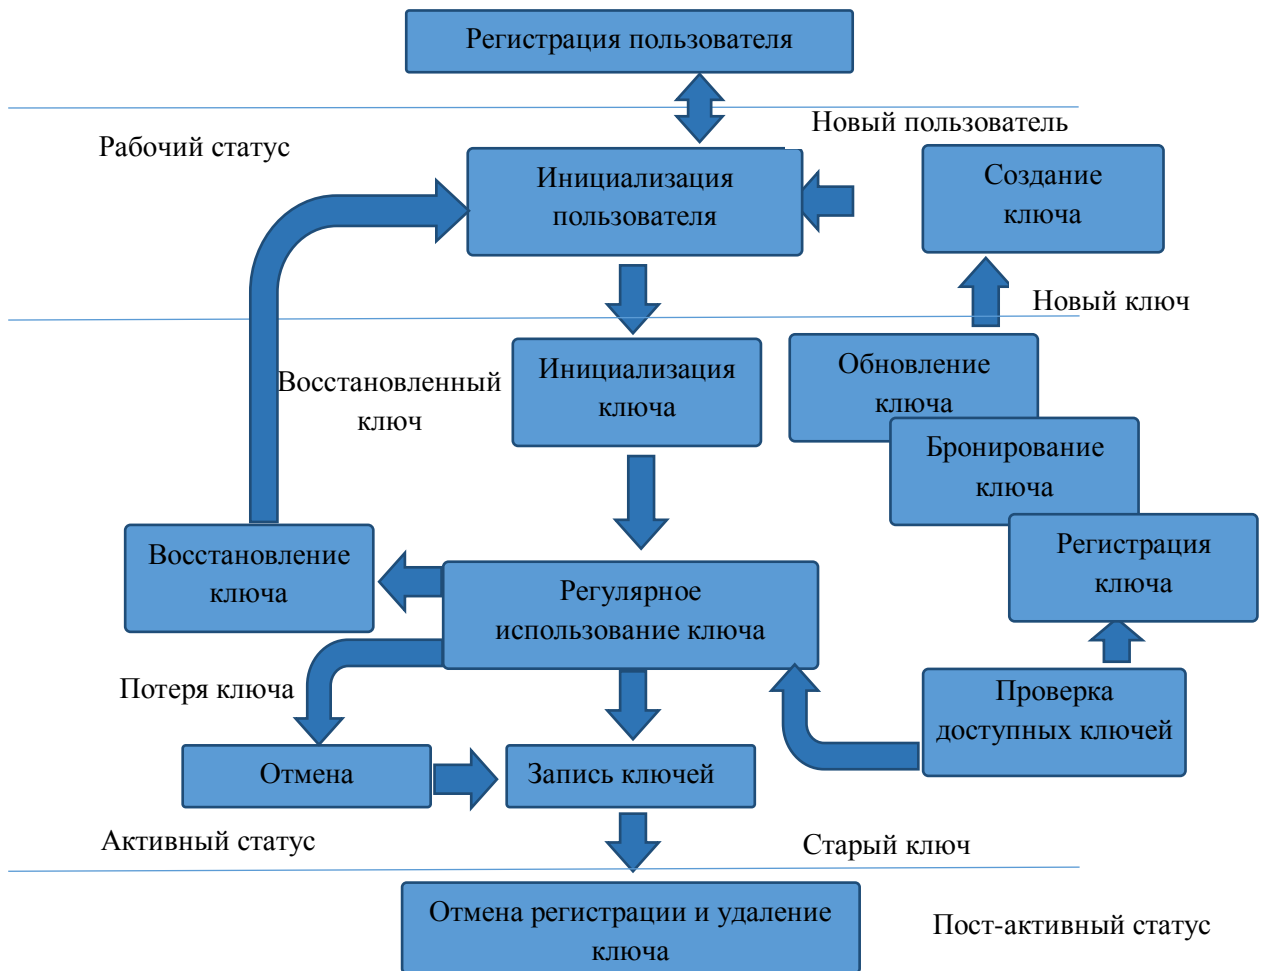 Регистрация пользователя
Новый пользователь
Рабочий статус
Инициализация
пользователя
Создание
ключа
Новый ключ
Восстановленный
ключ
Инициализация
ключа
Обновление
ключа
Бронирование
ключа
Регистрация
ключа
Восстановление
ключа
Регулярное
использование ключа
Потеря ключа
Проверка
доступных ключей
Отмена
Запись ключей
Активный статус
Старый ключ
Отмена регистрации и удаление
ключа
Пост-активный статус